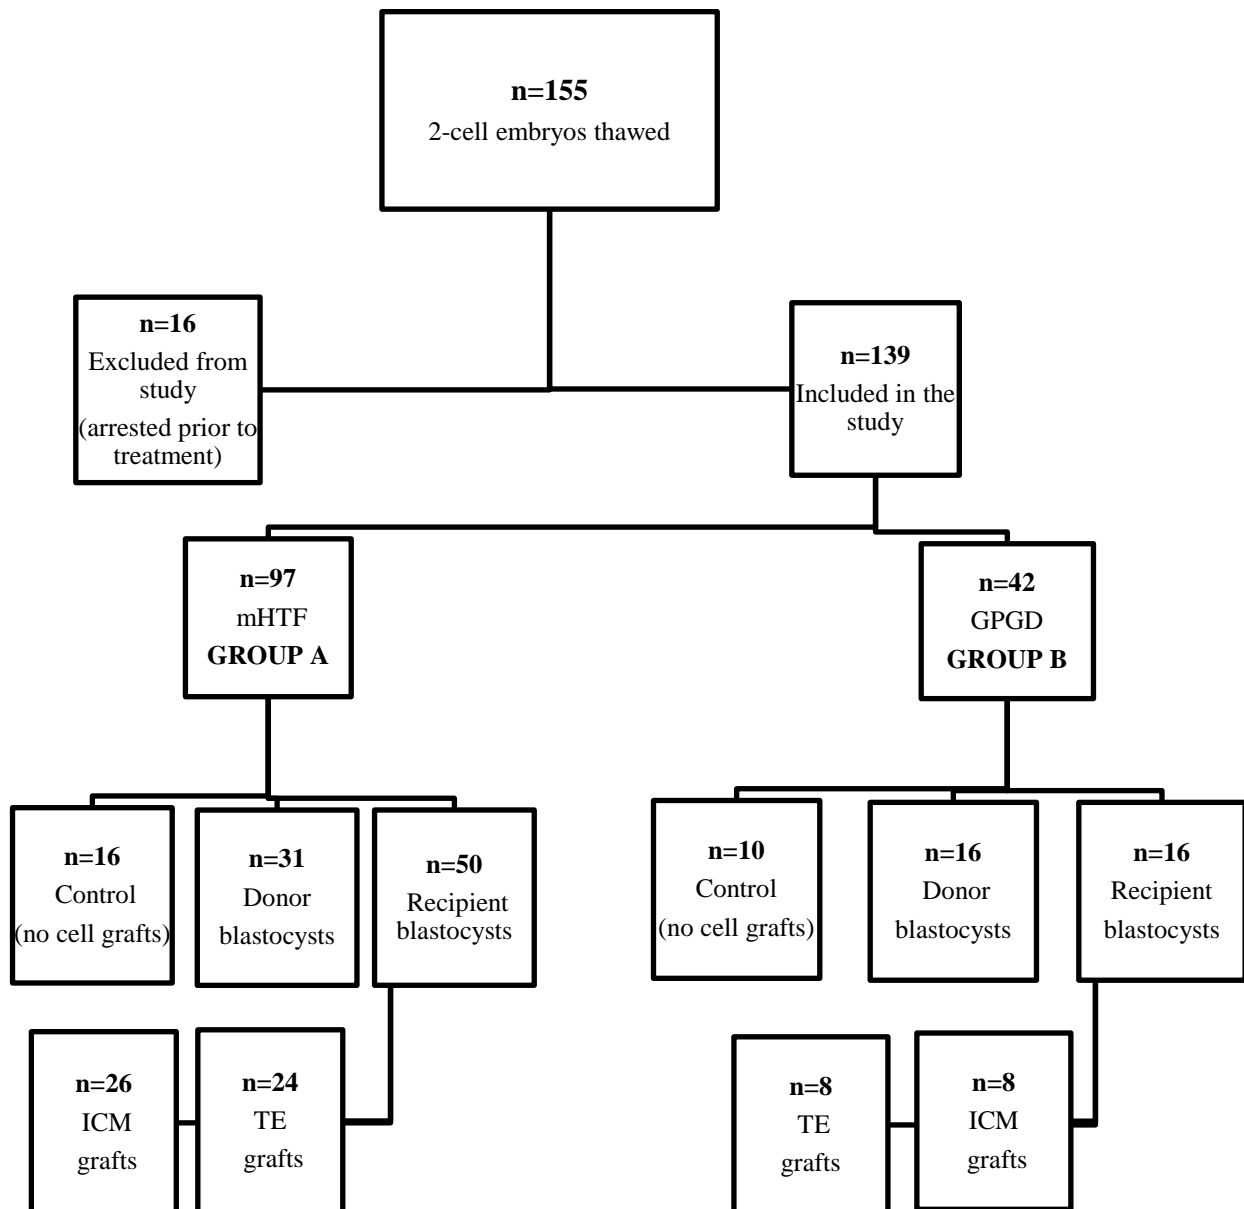 n=155
2-cell embryos thawed
n=16
Excluded from
study
(arrested prior to
treatment)
n=139
Included in the
study
n=97
mHTF
GROUP A
n=42
GPGD
GROUP B
n=16
Control
(no cell grafts)
n=31
Donor
blastocysts
n=50
Recipient
blastocysts
n=10
Control
(no cell grafts)
n=16
Donor
blastocysts
n=16
Recipient
blastocysts
n=26
ICM
grafts
n=24
TE
grafts
n=8
TE
grafts
n=8
ICM
grafts